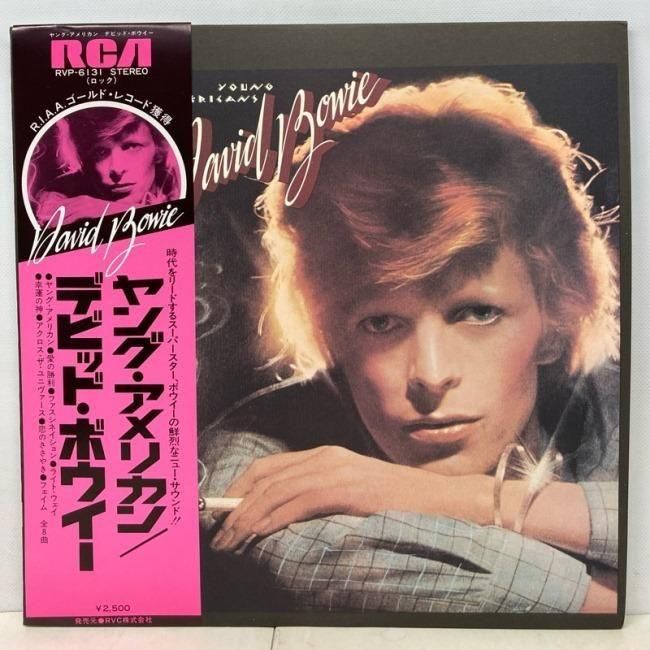 ヤング・アメリカン デビッド・ボウイー
RCA
RVP-6131 STEREO
(ロック)
R.I.A.A.ゴールド・レコード獲得
David Bowie
時代をリードするスーパースター、ボウイーの鮮烈なニュー・サウンド!!
ヤング・アメリカン/
デビッド・ボウイー
●ヤング・アメリカン●愛の勝利●ファスシネイション●ライト・ウェイ
●幸運の神●アクロス・ザ・ユニヴァース●恋のささやき●フェイム 全8曲
¥2,500
発売元●RVC株式会社
YOUNG
ERICANS
David Bowie